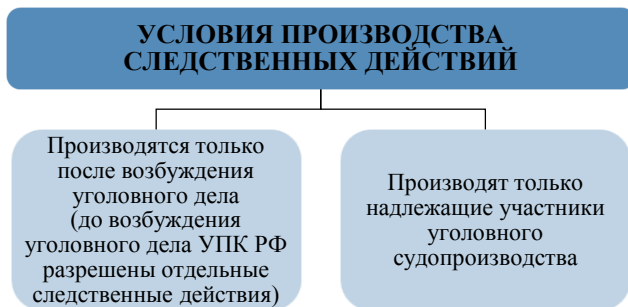 УСЛОВИЯ ПРОИЗВОДСТВА
СЛЕДСТВЕННЫХ ДЕЙСТВИЙ
Производятся только
после возбуждения
уголовного дела
(до возбуждения
уголовного дела УПК РФ
разрешены отдельные
следственные действия)
Производят только
надлежащие участники
уголовного
судопроизводства